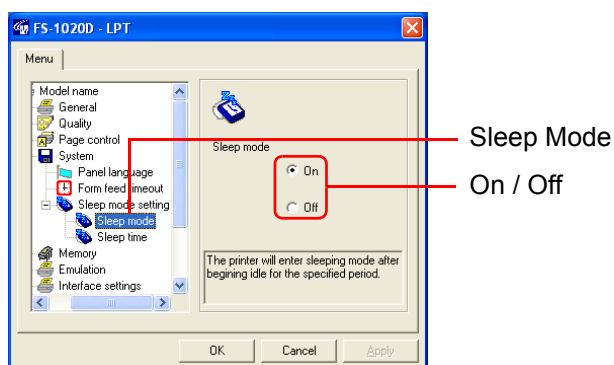 FS-1020D - LPT
Menu
Model name
General
Quality
Page control
System
Panel language
Form feed timeout
Sleep mode setting
Sleep mode
Sleep time
Memory
Emulation
Interface settings
Sleep mode
On
Off
The printer will enter sleeping mode after
begining idle for the specified period.
OK Cancel Apply
Sleep Mode
On / Off